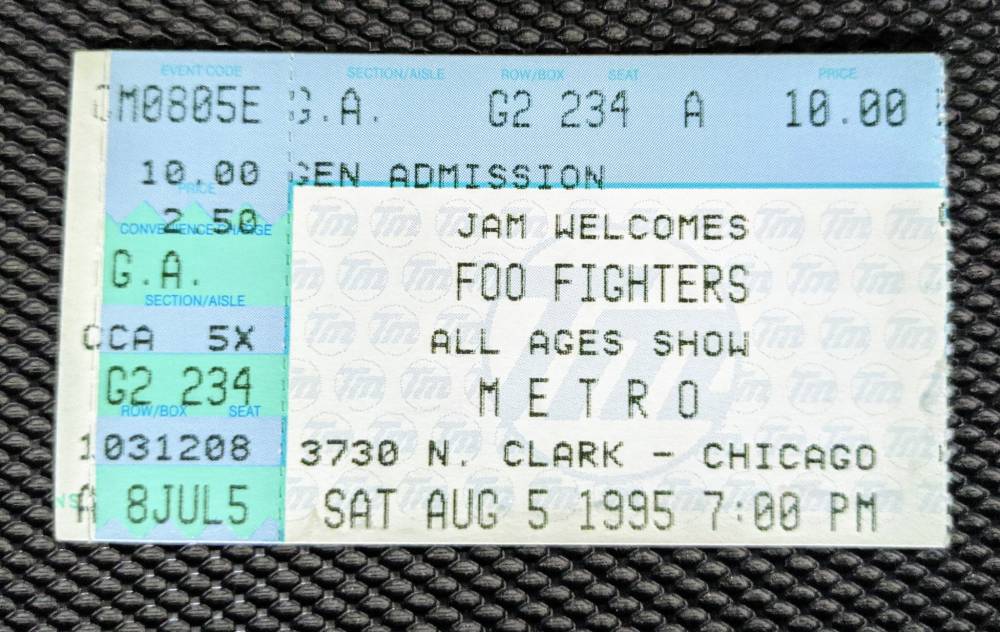 EVENT CODE SECTION/AISLE ROW/BOX SEAT PRICE
CM0805E G.A. G2 234 A 10.00
10.00 GEN ADMISSION
PRICE
2.50
CONVENIENCE CHARGE
G.A.
SECTION/AISLE
CCA 5X
G2 234
ROW/BOX SEAT
1031208
A 8JUL5
JAM WELCOMES
FOO FIGHTERS
ALL AGES SHOW
METRO
3730 N. CLARK - CHICAGO
SAT AUG 5 1995 7:00 PM